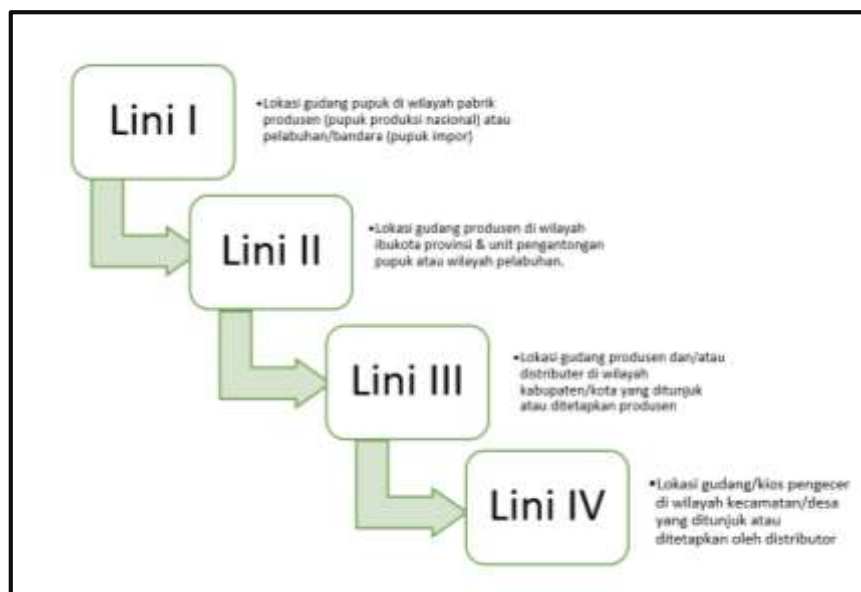 Lini I
•Lokasi gudang pupuk di wilayah pabrik
produsen (pupuk produksi nasional) atau
pelabuhan/bandara (pupuk impor)
Lini II
•Lokasi gudang produsen di wilayah
ibukota provinsi & unit pengantongan
pupuk atau wilayah pelabuhan.
Lini III
•Lokasi gudang produsen dan/atau
distributer di wilayah
kabupaten/kota yang ditunjuk
atau ditetapkan produsen
Lini IV
•Lokasi gudang/kios pengecer
di wilayah kecamatan/desa
yang ditunjuk atau
ditetapkan oleh distributor